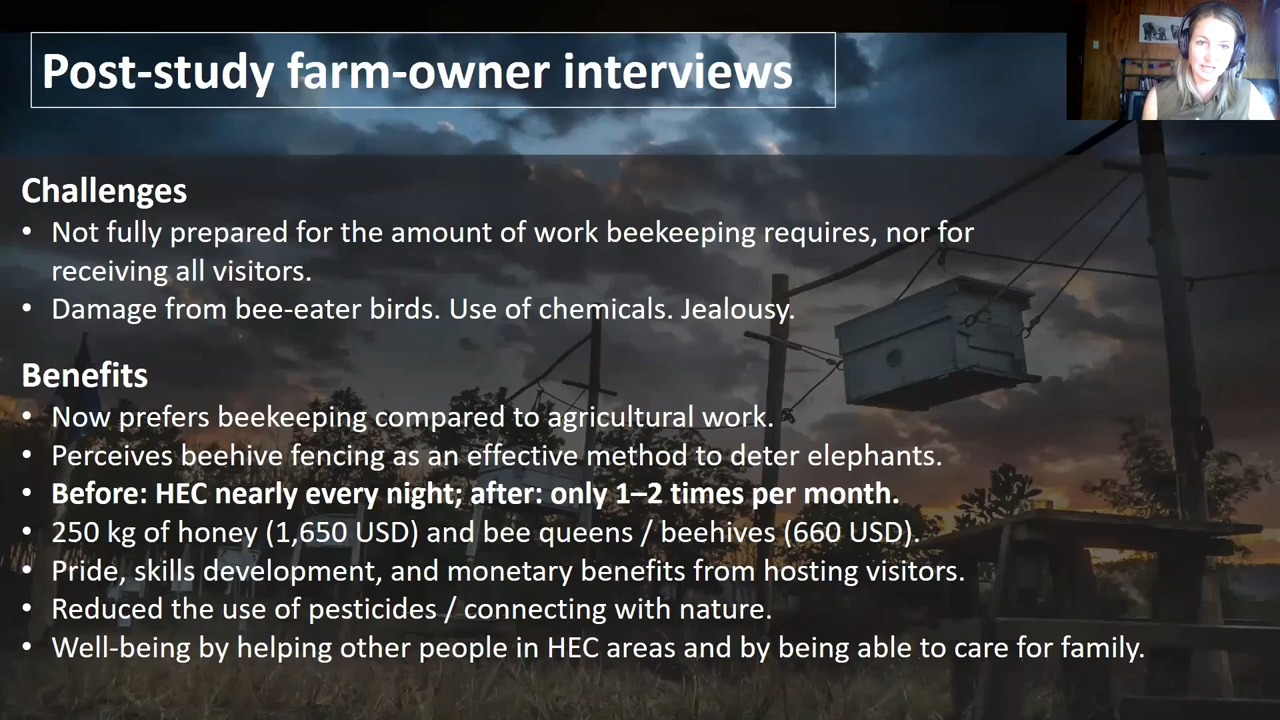 Post-study farm-owner interviews
Challenges
• Not fully prepared for the amount of work beekeeping requires, nor for
receiving all visitors.
• Damage from bee-eater birds. Use of chemicals. Jealousy.
Benefits
• Now prefers beekeeping compared to agricultural work.
• Perceives beehive fencing as an effective method to deter elephants.
• Before: HEC nearly every night; after: only 1–2 times per month.
• 250 kg of honey (1,650 USD) and bee queens / beehives (660 USD).
• Pride, skills development, and monetary benefits from hosting visitors.
• Reduced the use of pesticides / connecting with nature.
• Well-being by helping other people in HEC areas and by being able to care for family.